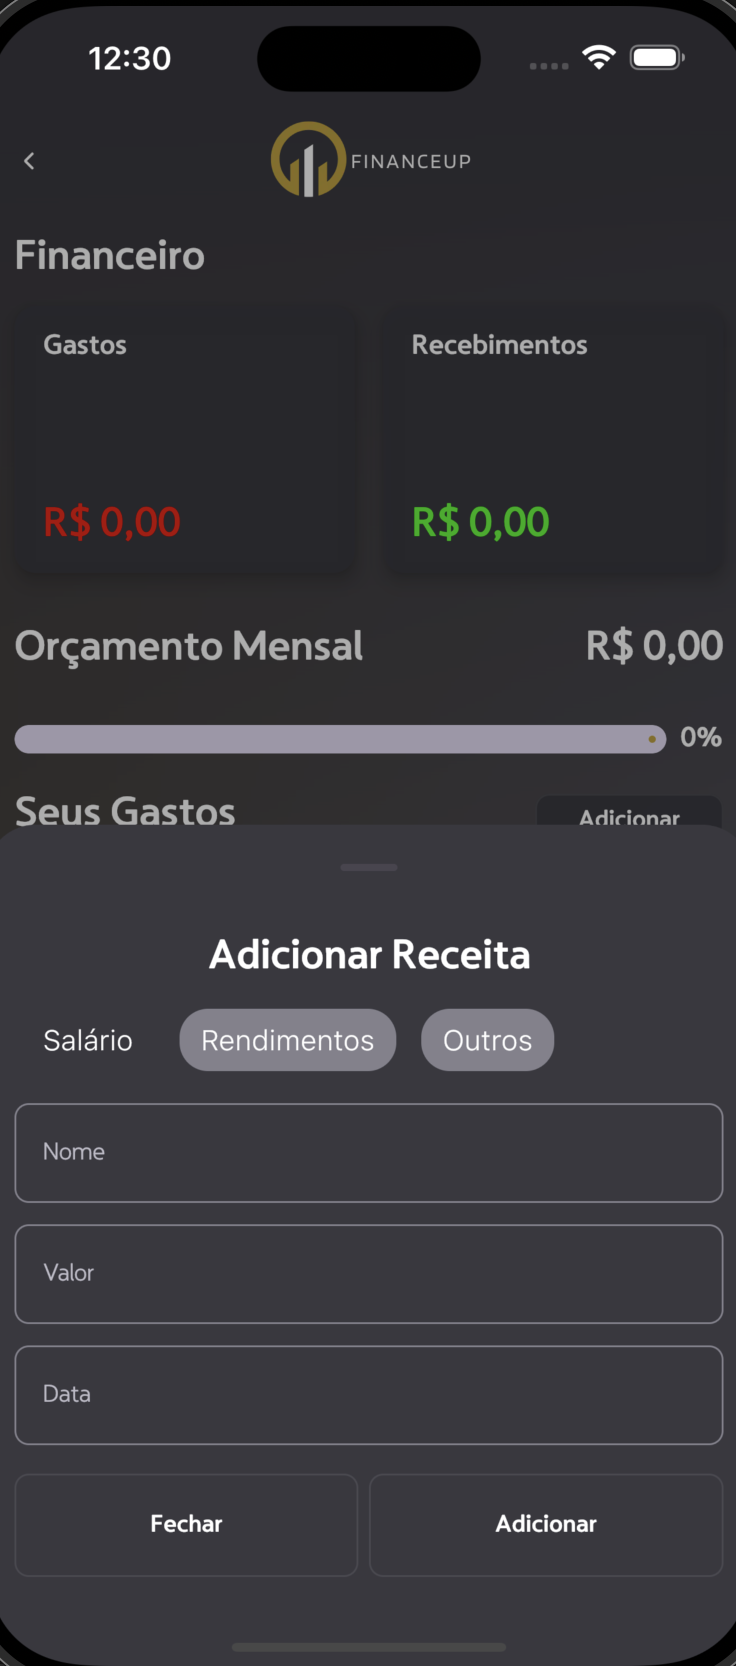 12:30
FINANCEUP
Financeiro
Gastos
Recebimentos
R$ 0,00
R$ 0,00
Orçamento Mensal
R$ 0,00
0%
Seus Gastos
Adicionar
Adicionar Receita
Salário
Rendimentos
Outros
Nome
Valor
Data
Fechar
Adicionar